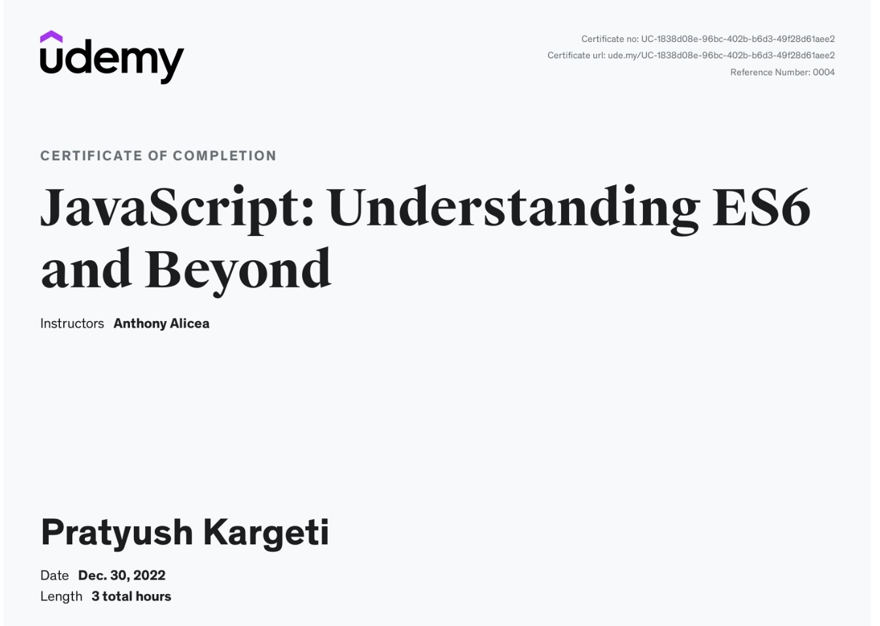 udemy
Certificate no: UC-1838d08e-96bc-402b-b6d3-49f28d61aee2
Certificate url: ude.my/UC-1838d08e-96bc-402b-b6d3-49f28d61aee2
Reference Number: 0004
CERTIFICATE OF COMPLETION
JavaScript: Understanding ES6
and Beyond
Instructors Anthony Alicea
Pratyush Kargeti
Date Dec. 30, 2022
Length 3 total hours